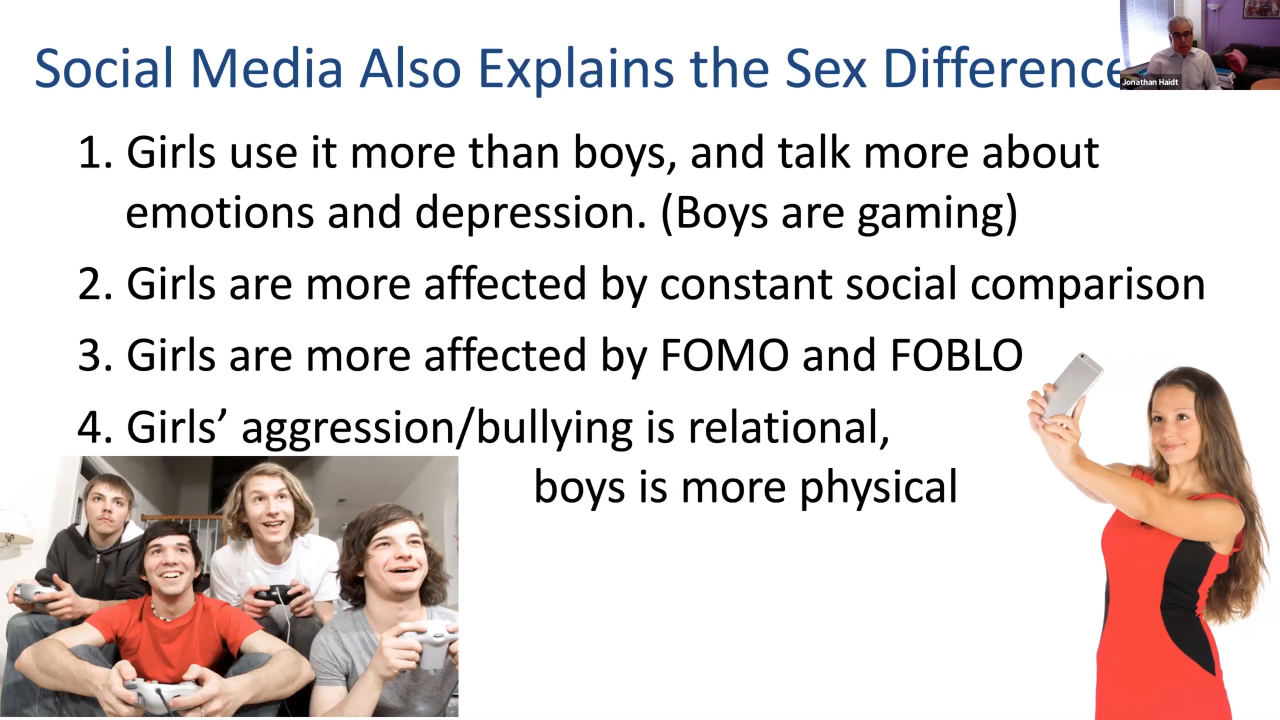 Social Media Also Explains the Sex Difference
Jonathan Haidt
1. Girls use it more than boys, and talk more about
emotions and depression. (Boys are gaming)
2. Girls are more affected by constant social comparison
3. Girls are more affected by FOMO and FOBLO
4. Girls’ aggression/bullying is relational,
boys is more physical